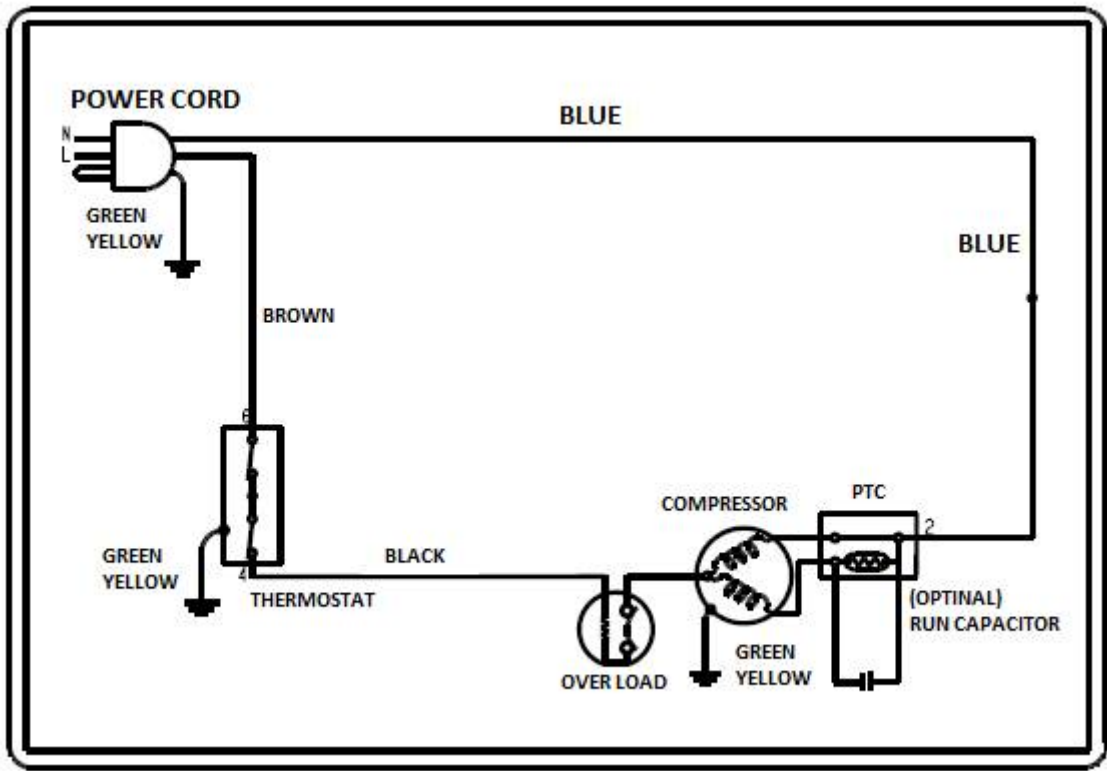 POWER CORD
BLUE
N
L
GREEN
YELLOW
BLUE
BROWN
6
COMPRESSOR
PTC
2
GREEN
YELLOW
BLACK
4
THERMOSTAT
(OPTINAL)
RUN CAPACITOR
GREEN
YELLOW
OVER LOAD